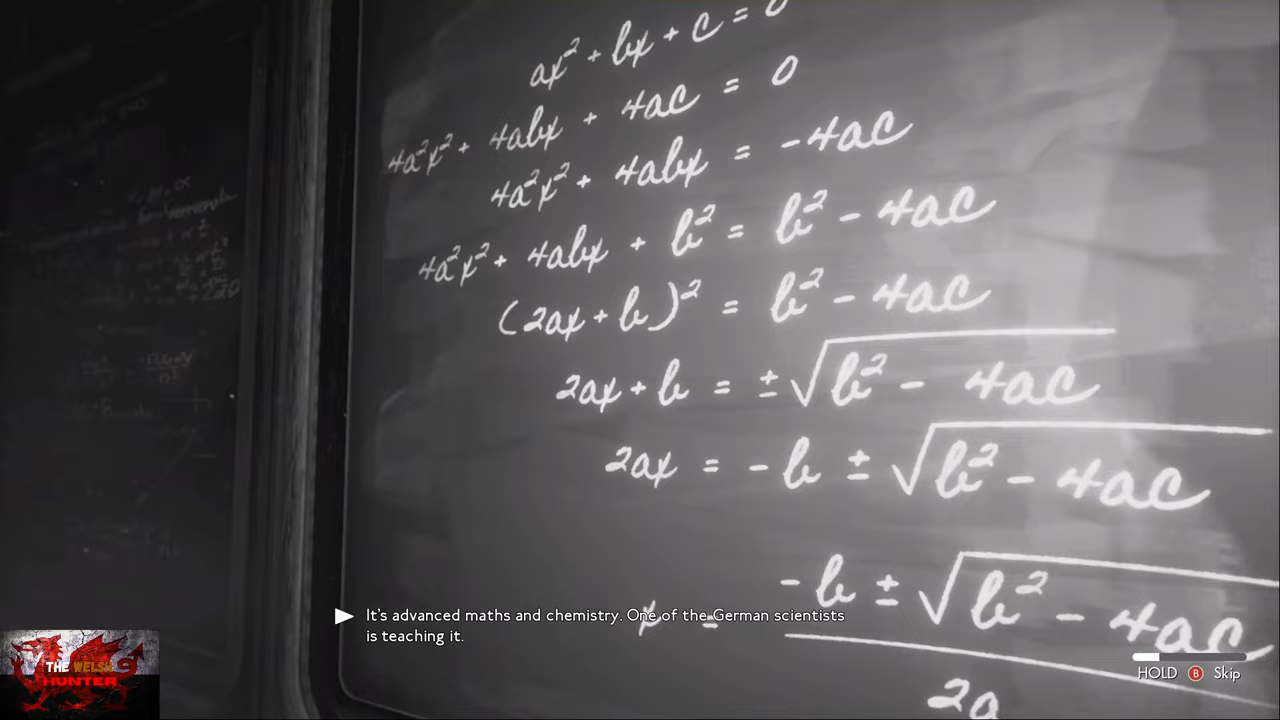 ax² + bx + c = 0
4a²x² + 4abx + 4ac = 0
4a²x² + 4abx = -4ac
4a²x² + 4abx + b² = b² - 4ac
(2ax + b)² = b² - 4ac
2ax + b = ±√b² - 4ac
2ax = -b ± √b² - 4ac
x = -b ± √b² - 4ac
2a
It's advanced maths and chemistry. One of the German scientists
is teaching it.
HOLD B Skip
THE WELSH
HUNTER